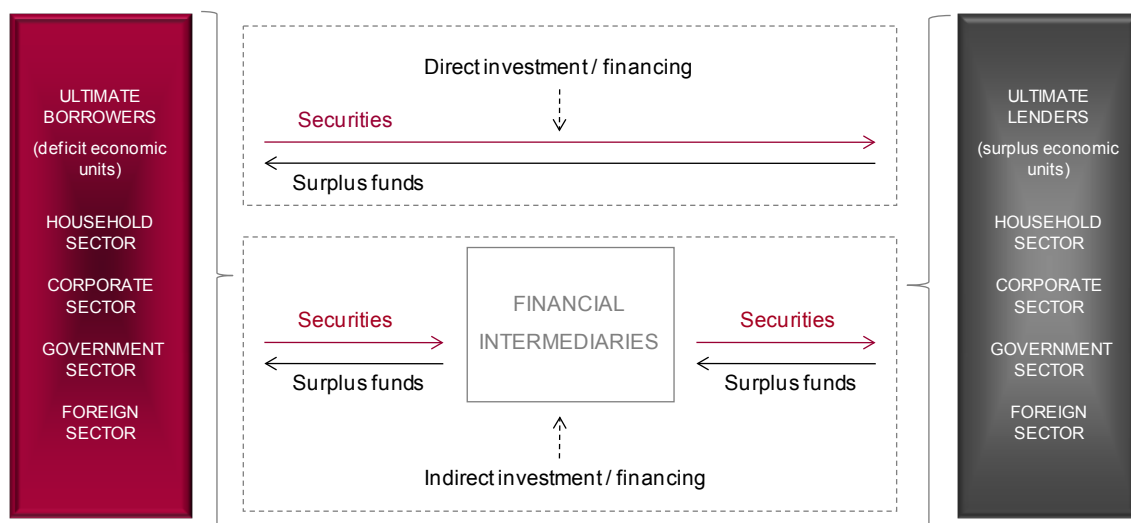 ULTIMATE
BORROWERS
(deficit economic
units)
HOUSEHOLD
SECTOR
CORPORATE
SECTOR
GOVERNMENT
SECTOR
FOREIGN
SECTOR
Direct investment / financing
Securities
Surplus funds
FINANCIAL
INTERMEDIARIES
Securities
Surplus funds
Securities
Surplus funds
Indirect investment / financing
ULTIMATE
LENDERS
(surplus economic
units)
HOUSEHOLD
SECTOR
CORPORATE
SECTOR
GOVERNMENT
SECTOR
FOREIGN
SECTOR